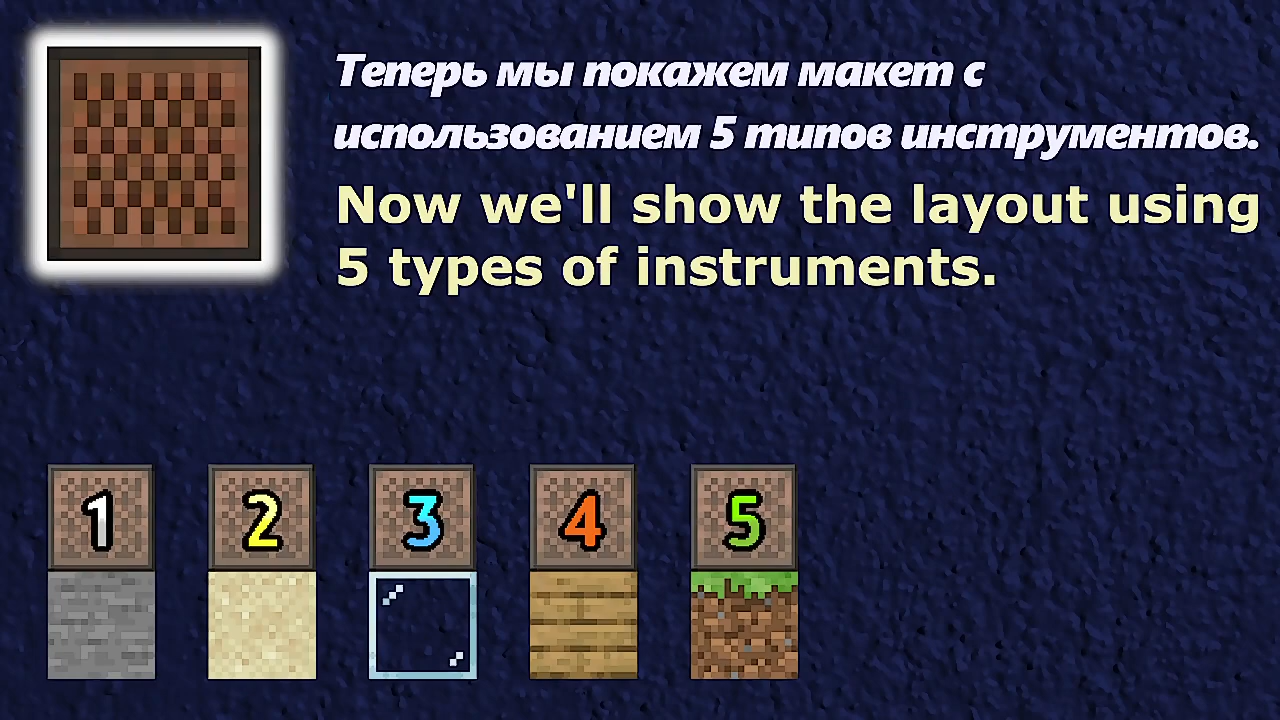 Теперь мы покажем макет с
использованием 5 типов инструментов.
Now we'll show the layout using
5 types of instruments.
1 2 3 4 5